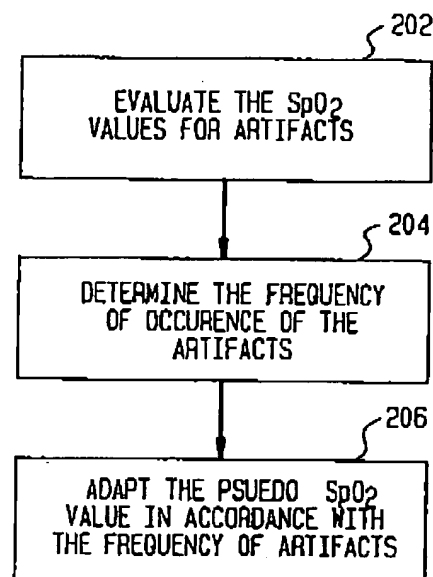 202
EVALUATE THE SpO2
VALUES FOR ARTIFACTS
204
DETERMINE THE FREQUENCY
OF OCCURENCE OF THE
ARTIFACTS
206
ADAPT THE PSUEDO SpO2
VALUE IN ACCORDANCE WITH
THE FREQUENCY OF ARTIFACTS